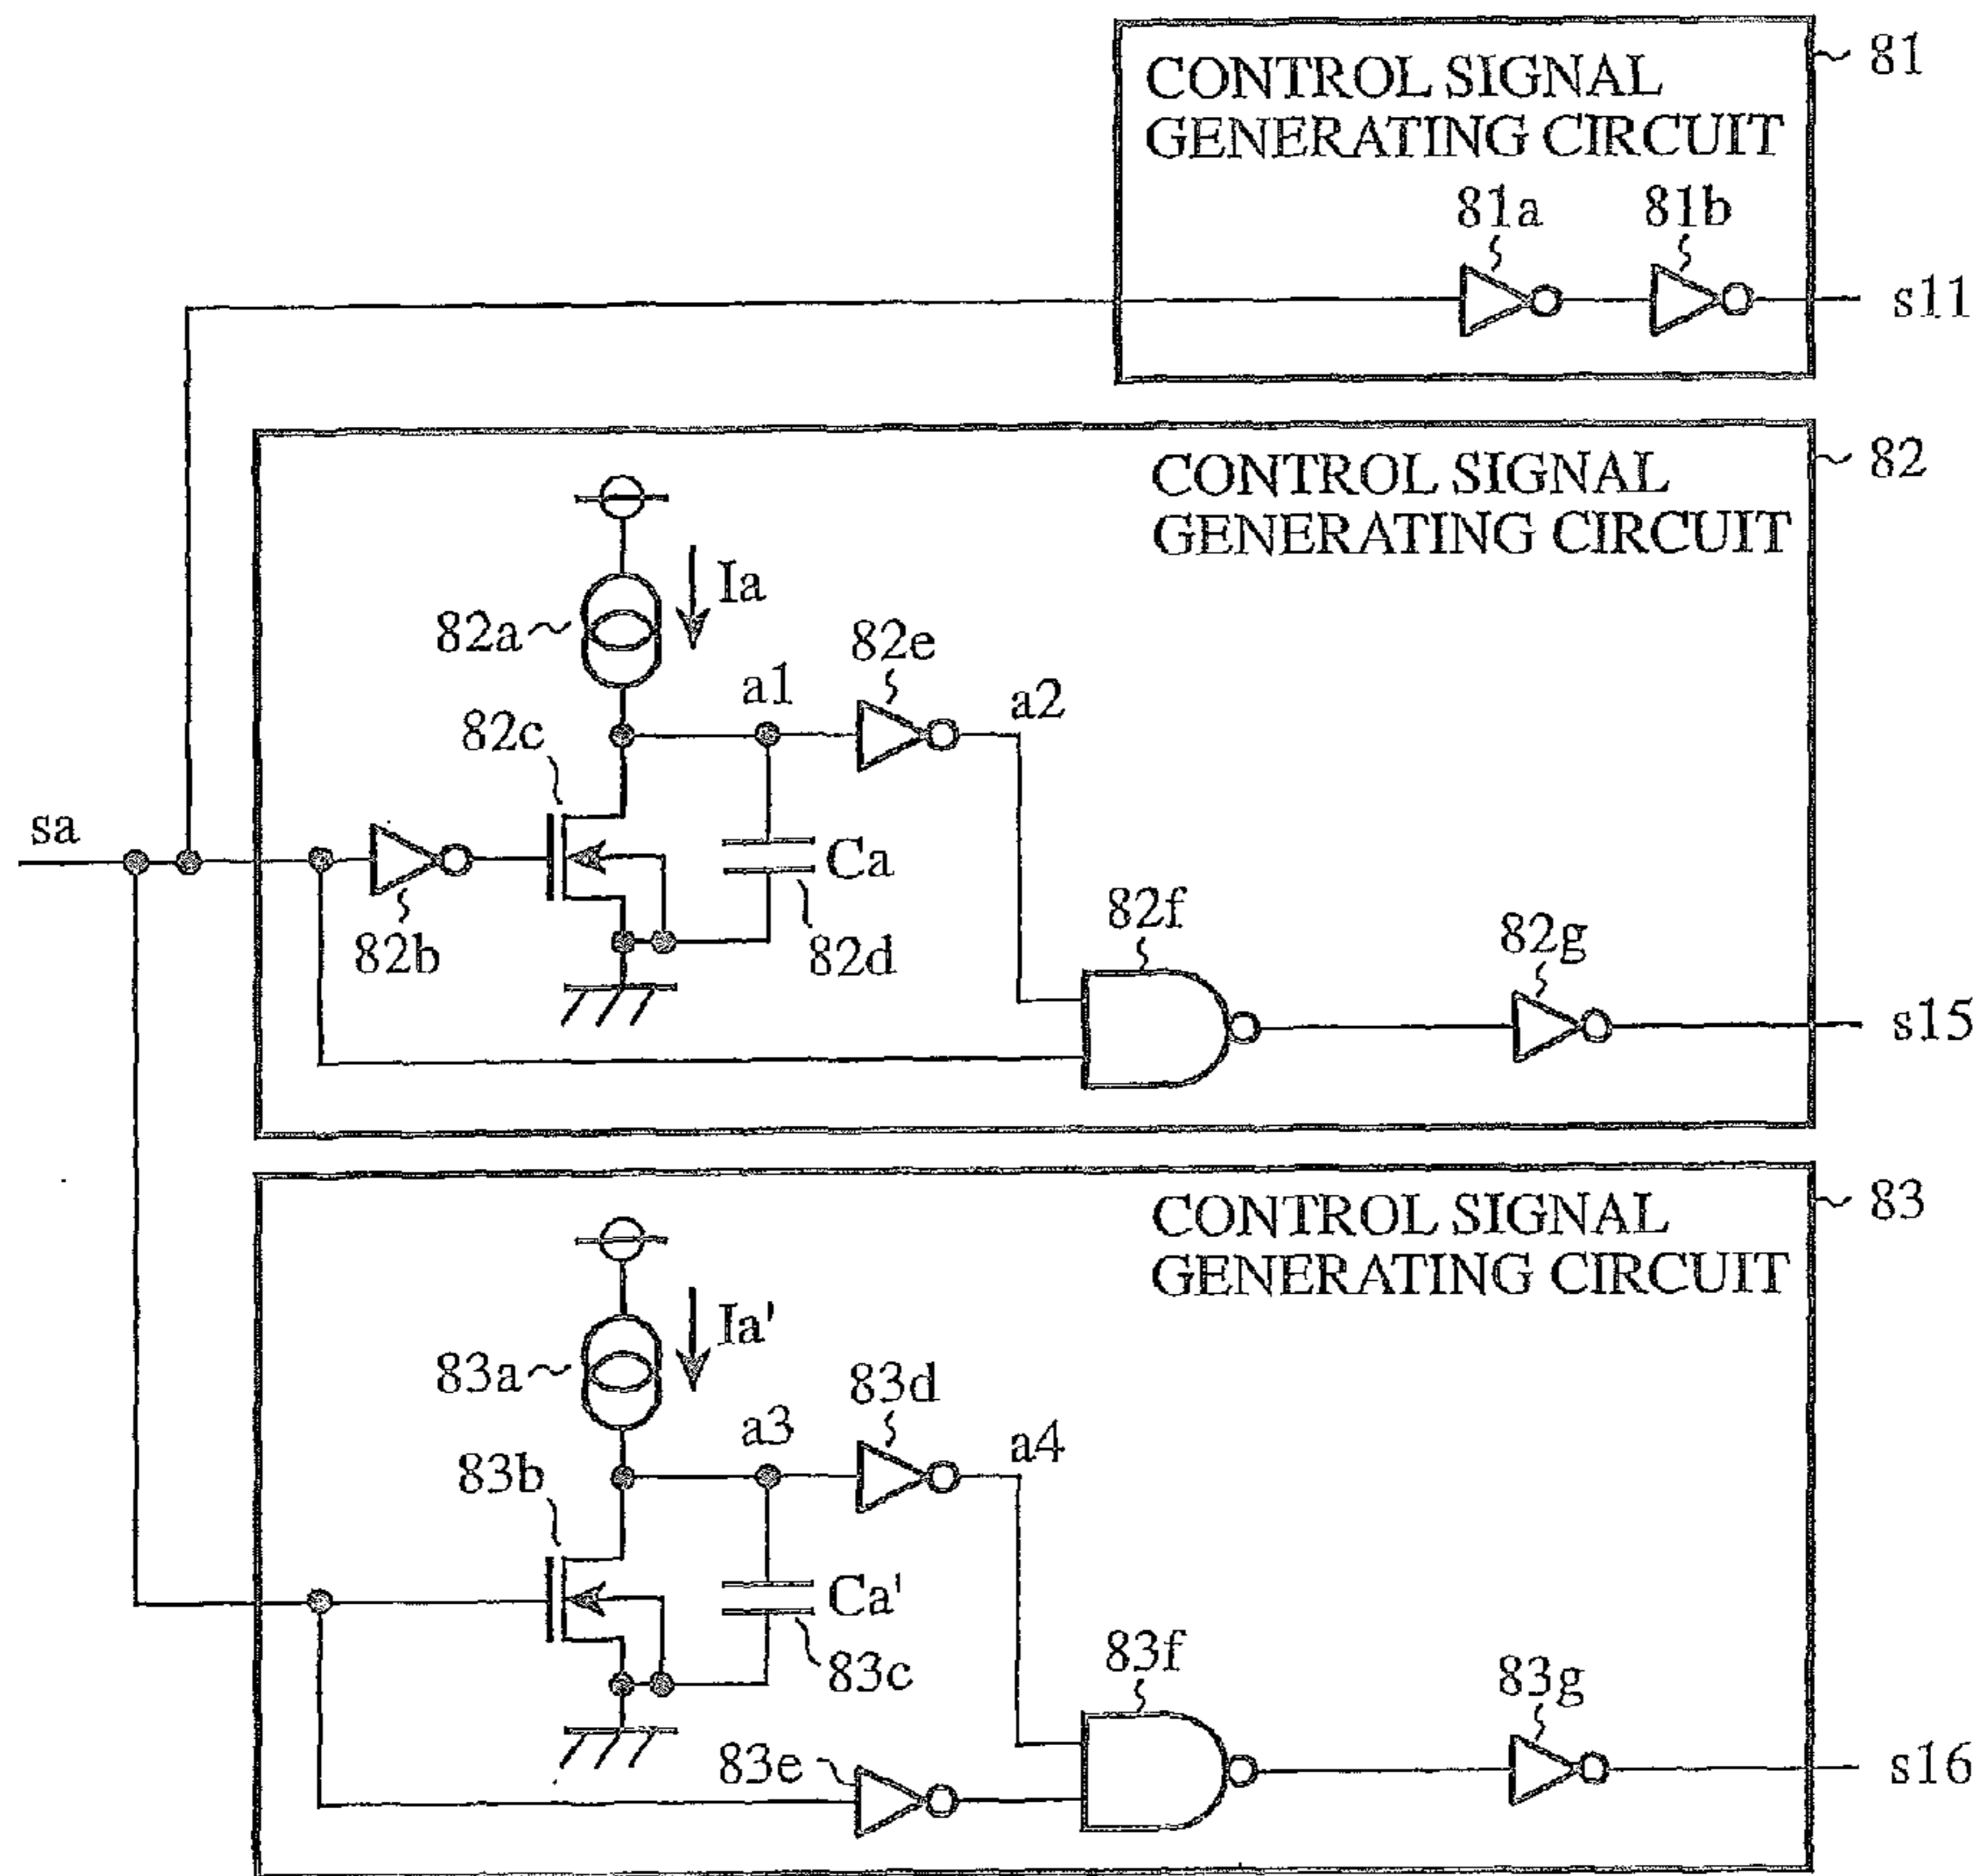 CONTROL SIGNAL
GENERATING CIRCUIT
81
81a
81b
s11
CONTROL SIGNAL
GENERATING CIRCUIT
82
Ia
82a
82e
a1
a2
82c
sa
Ca
82b
82d
82f
82g
s15
CONTROL SIGNAL
GENERATING CIRCUIT
83
Ia'
83a
83d
a3
a4
83b
Ca'
83c
83f
83g
83e
s16